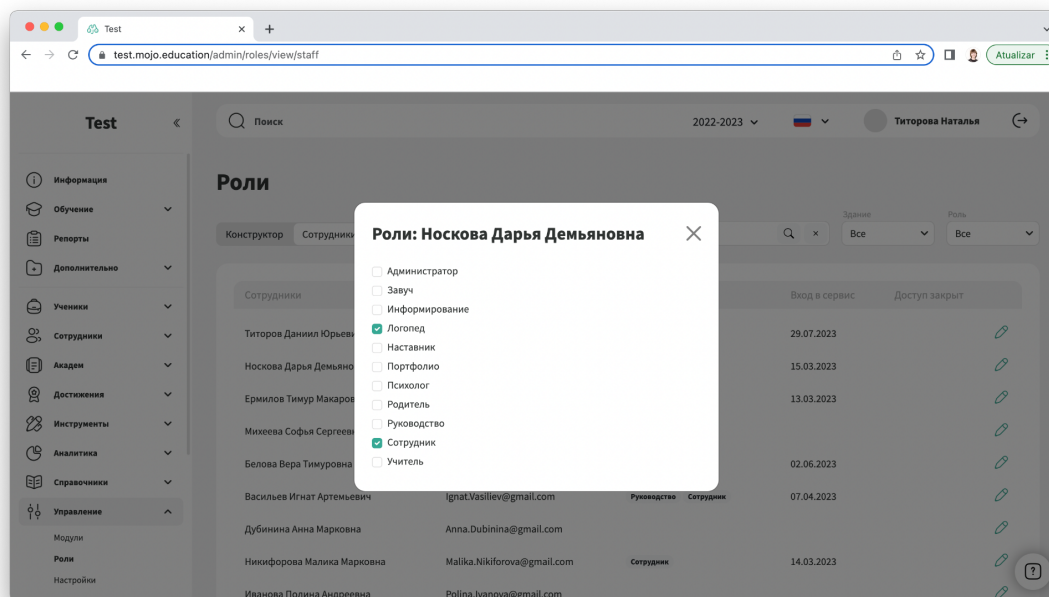 Test
test.mojo.education/admin/roles/view/staff
Atualizar
Test
Поиск
2022-2023
Титорова Наталья
Информация
Обучение
Репорты
Дополнительно
Ученики
Сотрудники
Академ
Достижения
Инструменты
Аналитика
Справочники
Управление
Модули
Роли
Настройки
Роли
Конструктор Сотрудники
Здание
Все
Роль
Все
Роли: Носкова Дарья Демьяновна
Администратор
Завуч
Информирование
Логопед
Наставник
Портфолио
Психолог
Родитель
Руководство
Сотрудник
Учитель
Сотрудники Вход в сервис Доступ закрыт
Титоров Даниил Юрьеви 29.07.2023
Носкова Дарья Демьяно 15.03.2023
Ермилов Тимур Макаров 13.03.2023
Михеева Софья Сергеевн
Белова Вера Тимуровна 02.06.2023
Васильев Игнат Артемьевич Ignat.Vasiliev@gmail.com Руководство Сотрудник 07.04.2023
Дубинина Анна Марковна Anna.Dubinina@gmail.com
Никифорова Малика Марковна Malika.Nikiforova@gmail.com Сотрудник 14.03.2023
Иванова Полина Андреевна Polina.Ivanova@gmail.com